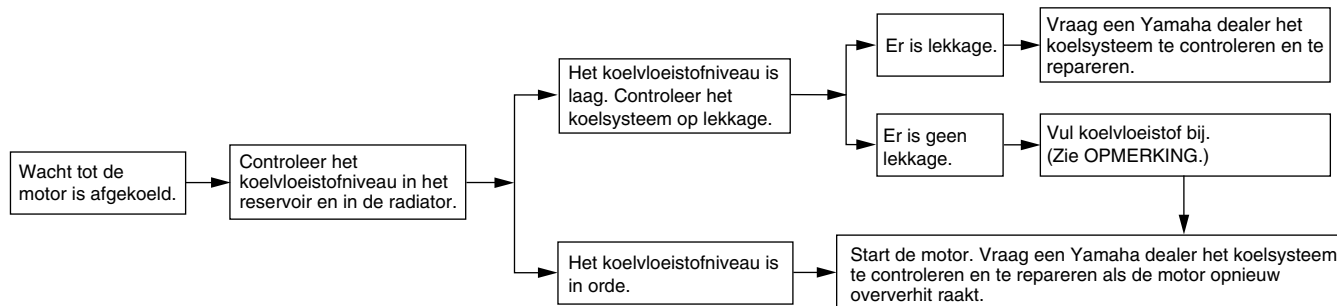 Wacht tot de
motor is afgekoeld.
Controleer het
koelvloeistofniveau in het
reservoir en in de radiator.
Het koelvloeistofniveau is
laag. Controleer het
koelsysteem op lekkage.
Er is lekkage.
Vraag een Yamaha dealer het
koelsysteem te controleren en te
repareren.
Er is geen
lekkage.
Vul koelvloeistof bij.
(Zie OPMERKING.)
Het koelvloeistofniveau is
in orde.
Start de motor. Vraag een Yamaha dealer het koelsysteem
te controleren en te repareren als de motor opnieuw
oververhit raakt.